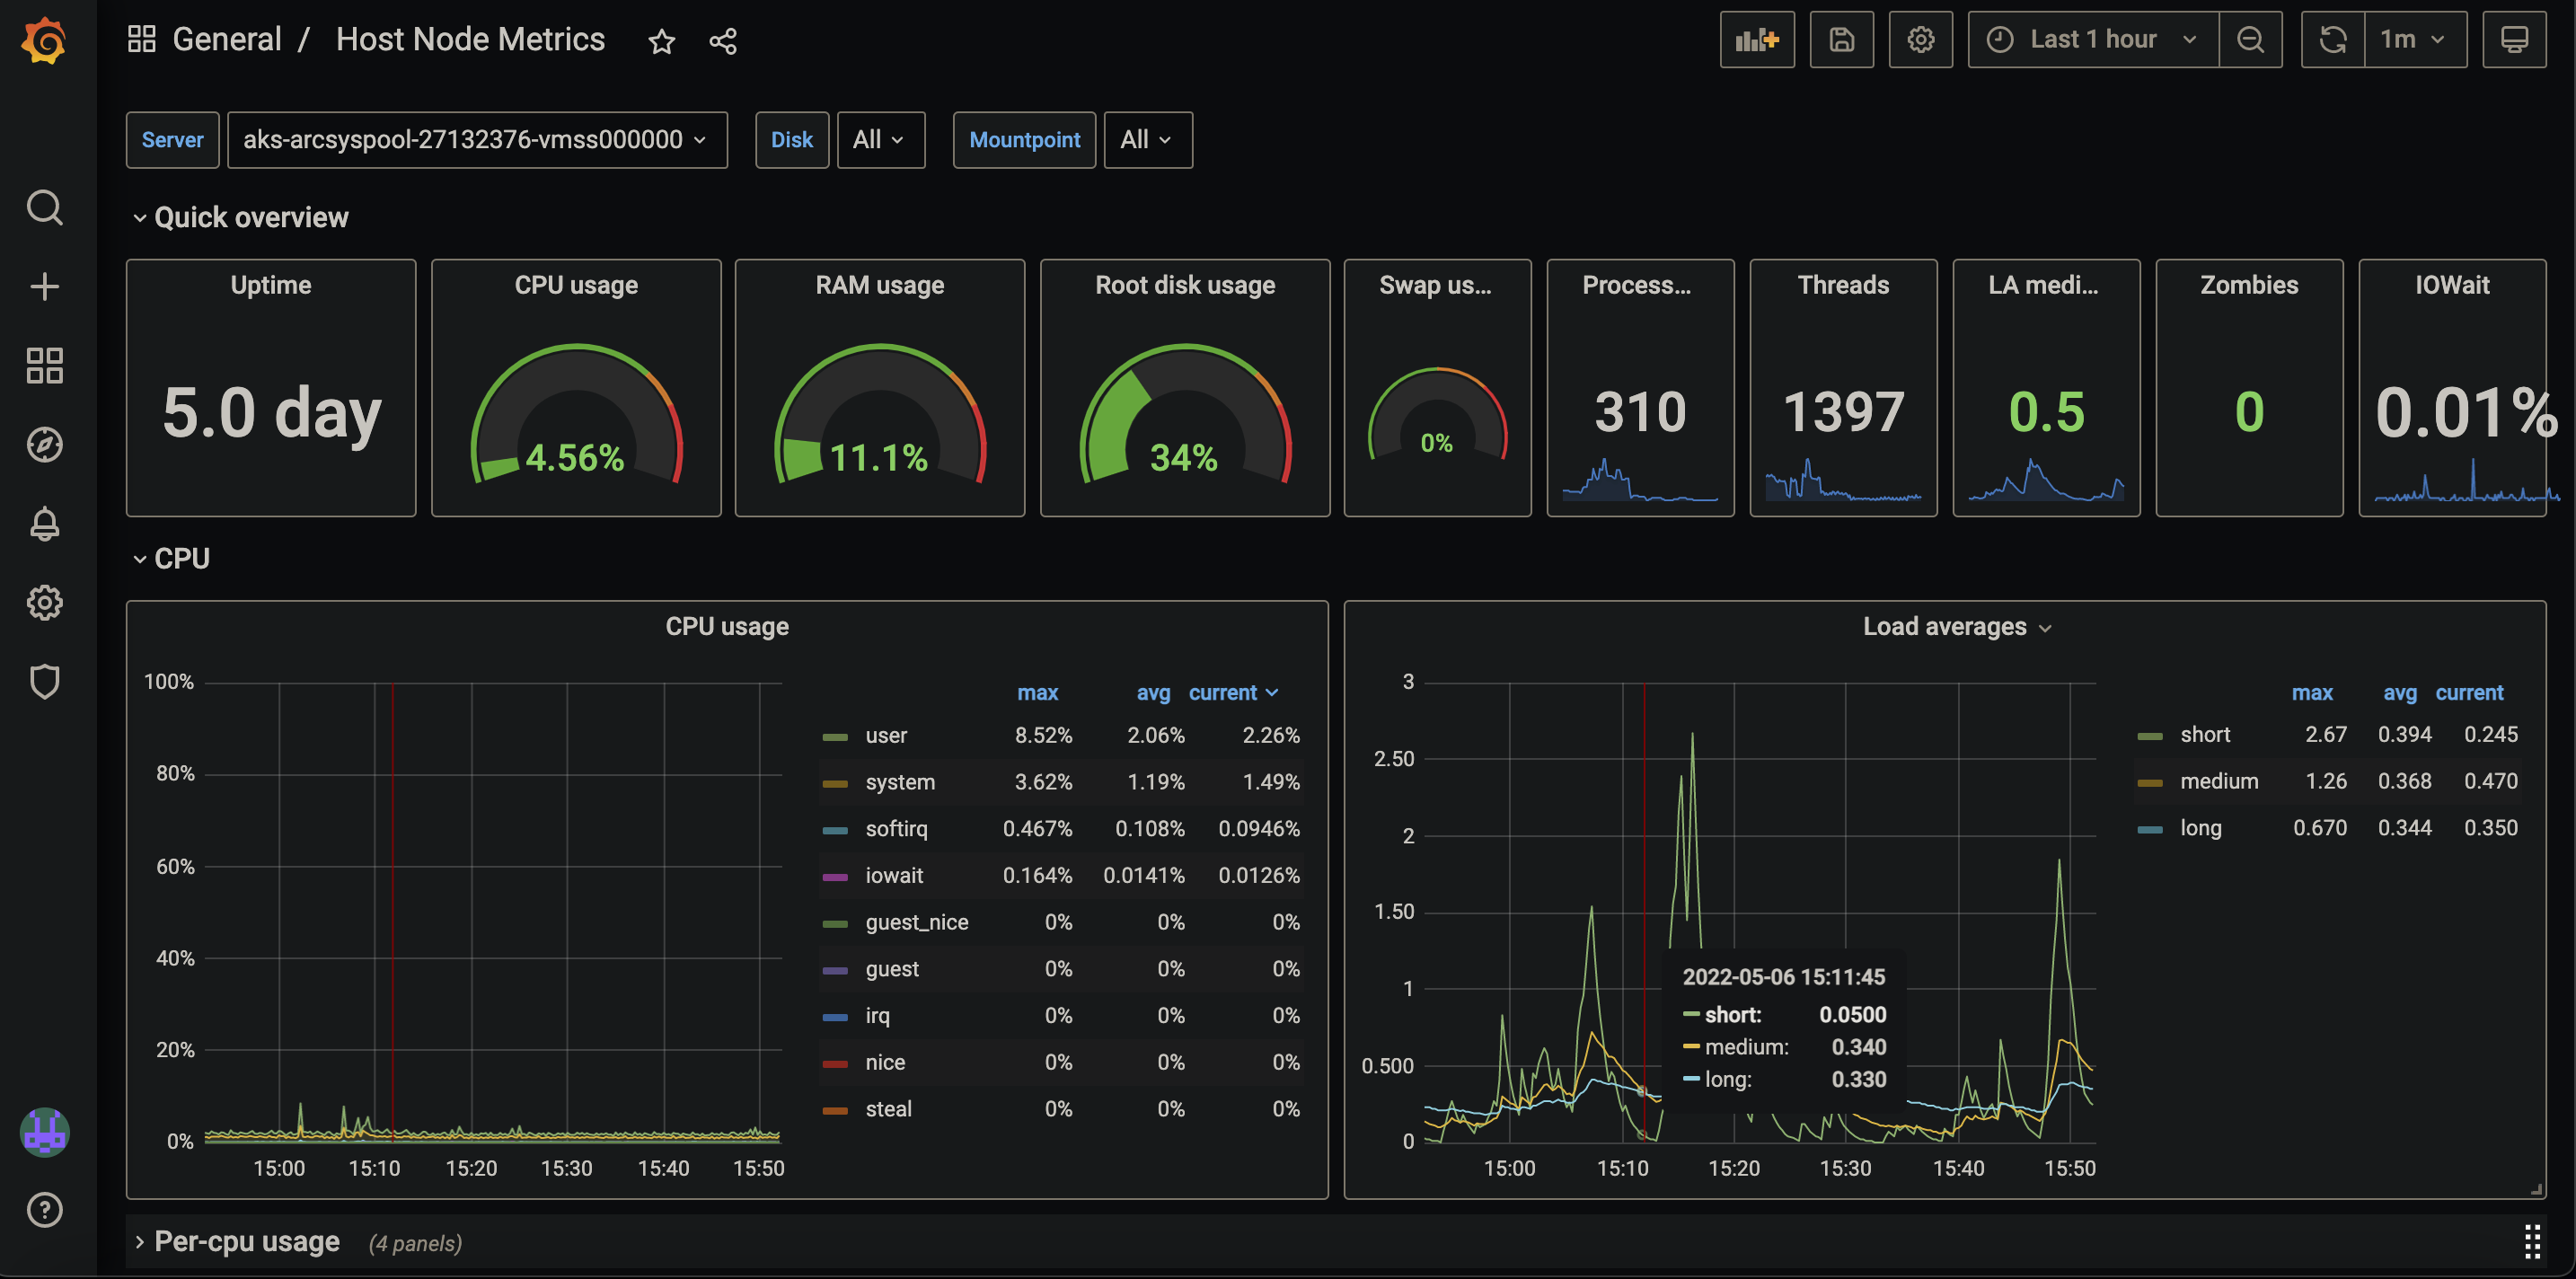 General / Host Node Metrics
Last 1 hour
1m
Server aks-arcsyspool-27132376-vmss000000 Disk All Mountpoint All
Quick overview
Uptime
5.0 day
CPU usage
4.56%
RAM usage
11.1%
Root disk usage
34%
Swap us...
0%
Process...
310
Threads
1397
LA medi...
0.5
Zombies
0
IOWait
0.01%
CPU
CPU usage
100%
80%
60%
40%
20%
0%
15:00 15:10 15:20 15:30 15:40 15:50
max avg current
user 8.52% 2.06% 2.26%
system 3.62% 1.19% 1.49%
softirq 0.467% 0.108% 0.0946%
iowait 0.164% 0.0141% 0.0126%
guest_nice 0% 0% 0%
guest 0% 0% 0%
irq 0% 0% 0%
nice 0% 0% 0%
steal 0% 0% 0%
Load averages
3
2.50
2
1.50
1
0.500
0
15:00 15:10 15:20 15:30 15:40 15:50
2022-05-06 15:11:45
short: 0.0500
medium: 0.340
long: 0.330
max avg current
short 2.67 0.394 0.245
medium 1.26 0.368 0.470
long 0.670 0.344 0.350
Per-cpu usage (4 panels)